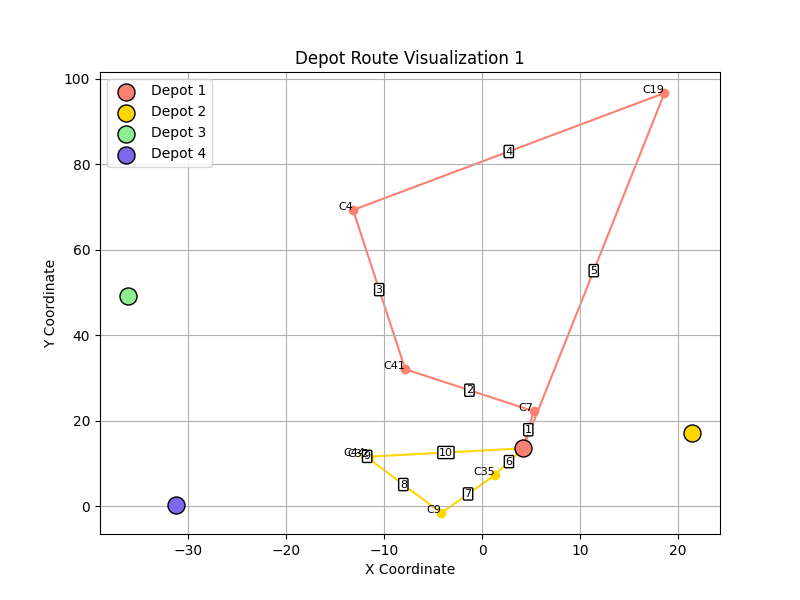 Depot Route Visualization 1
Depot 1
Depot 2
Depot 3
Depot 4
Y Coordinate
100
80
60
40
20
0
C19
4
C4
5
3
C41
2
C7
1
10
6
C35
8
7
C9
−30
−20
−10
0
10
20
X Coordinate